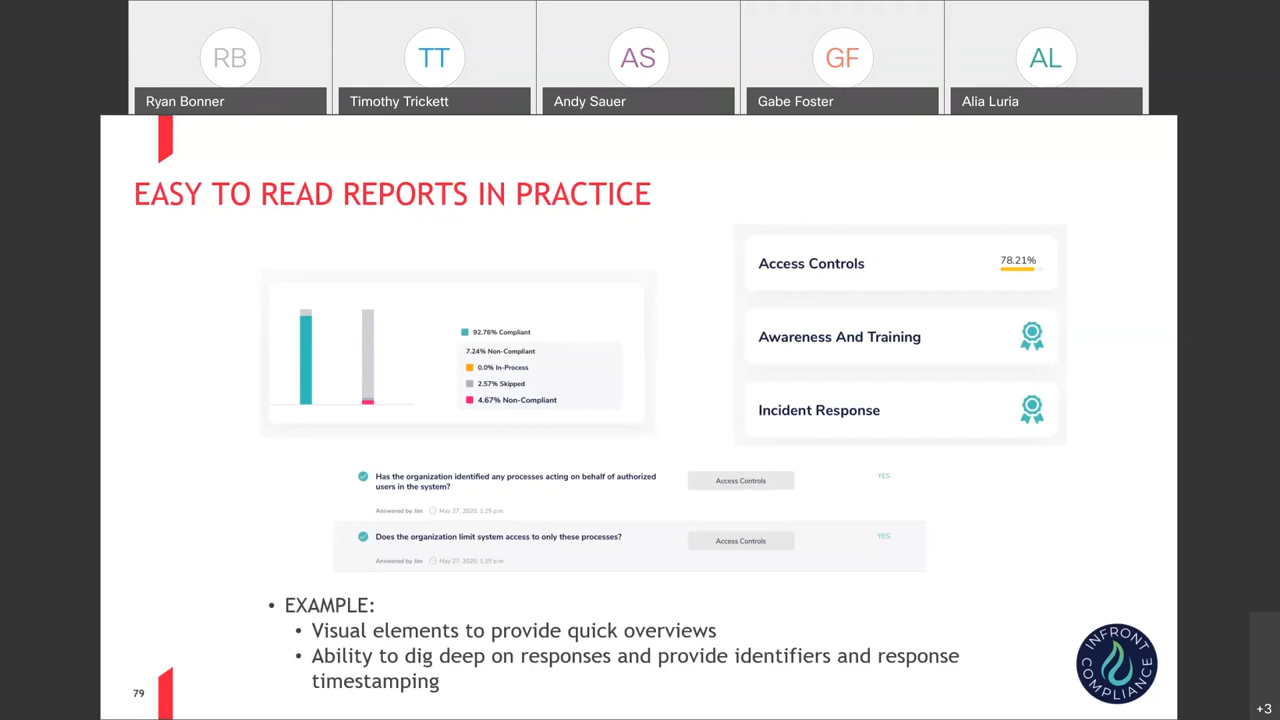 RB
TT
AS
GF
AL
Ryan Bonner
Timothy Trickett
Andy Sauer
Gabe Foster
Alia Luria
EASY TO READ REPORTS IN PRACTICE
92.76% Compliant
7.24% Non-Compliant
0.0% In-Process
2.57% Skipped
4.67% Non-Compliant
Access Controls
78.21%
Awareness And Training
Incident Response
Has the organization identified any processes acting on behalf of authorized
users in the system?
Access Controls
YES
Answered by Jim
May 27, 2020, 1:25 p.m.
Does the organization limit system access to only these processes?
Access Controls
YES
Answered by Jim
May 27, 2020, 1:25 p.m
• EXAMPLE:
• Visual elements to provide quick overviews
• Ability to dig deep on responses and provide identifiers and response
timestamping
INFRONT
COMPLIANCE
79
+3